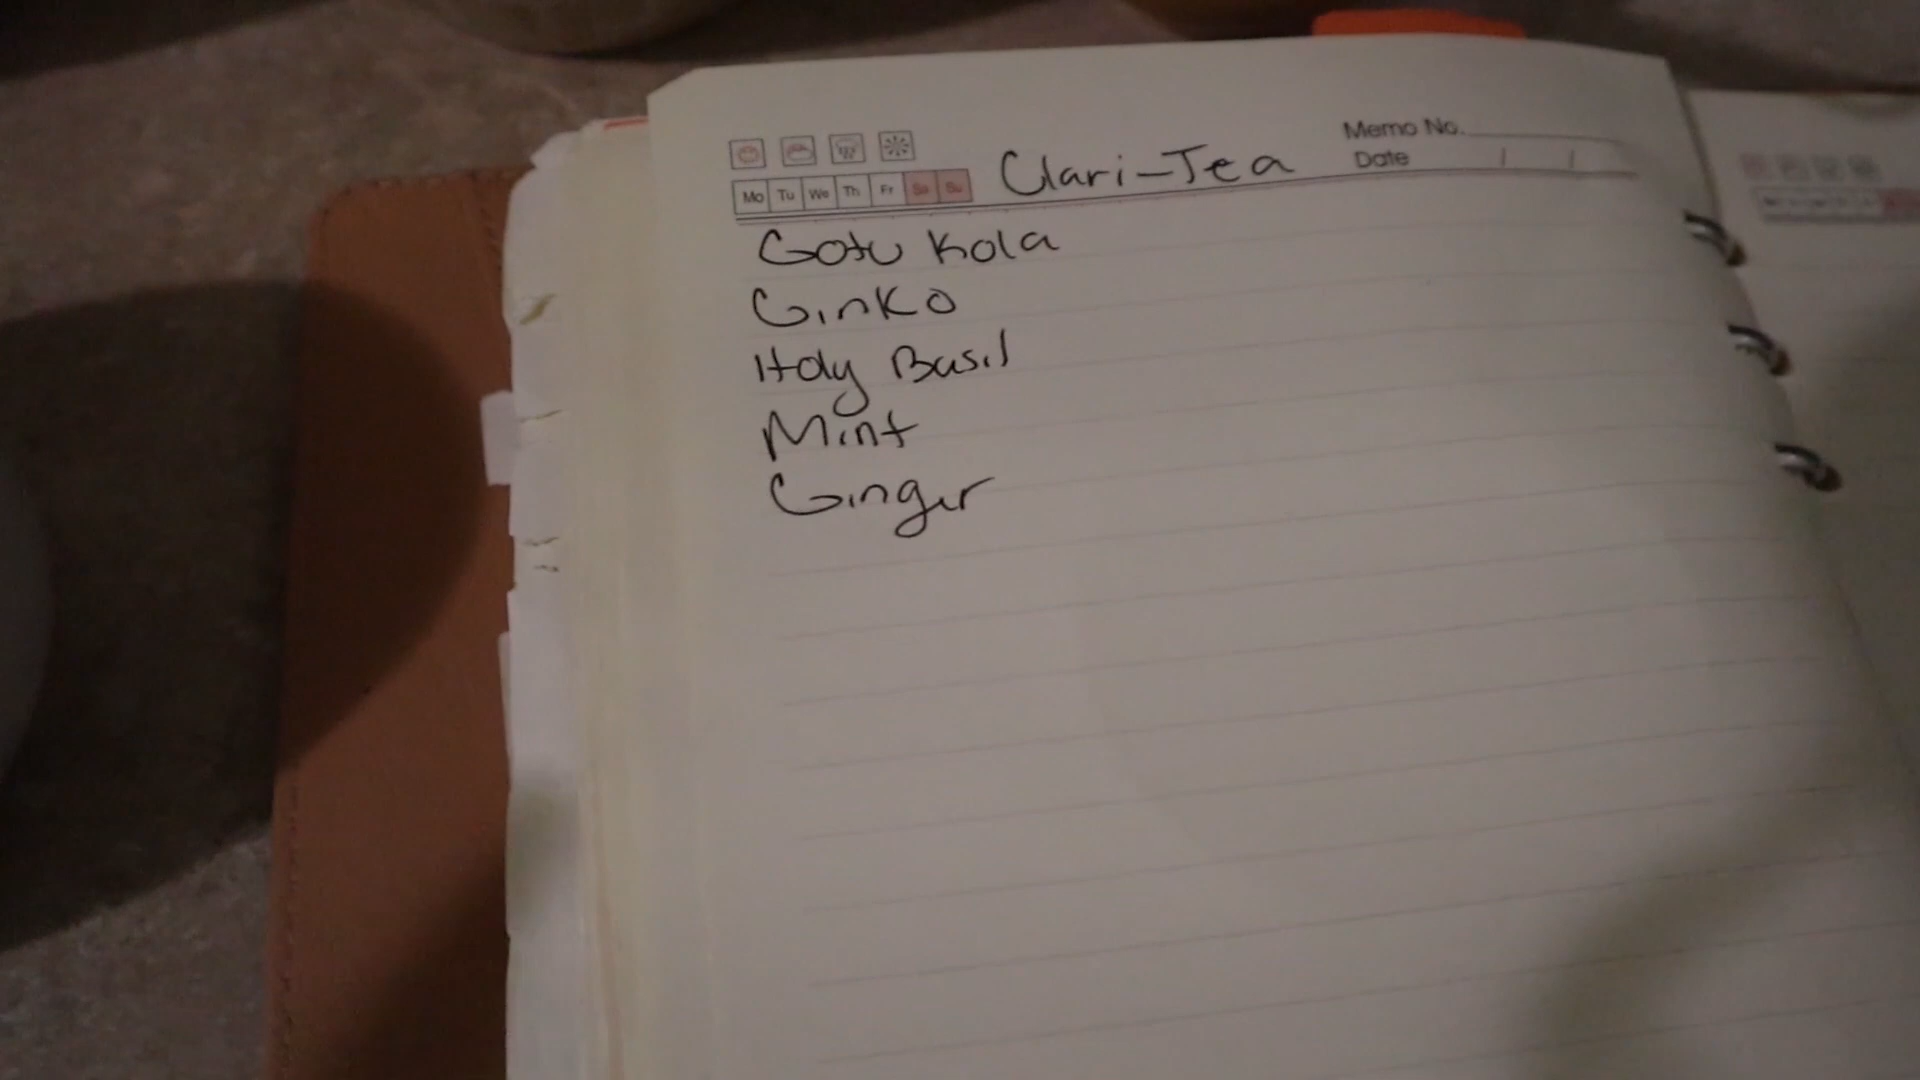 Memo No.
Date / /
Mo Tu We Th Fr Sa Su Clari-Tea
Gotu Kola
Ginko
Holy Basil
Mint
Ginger